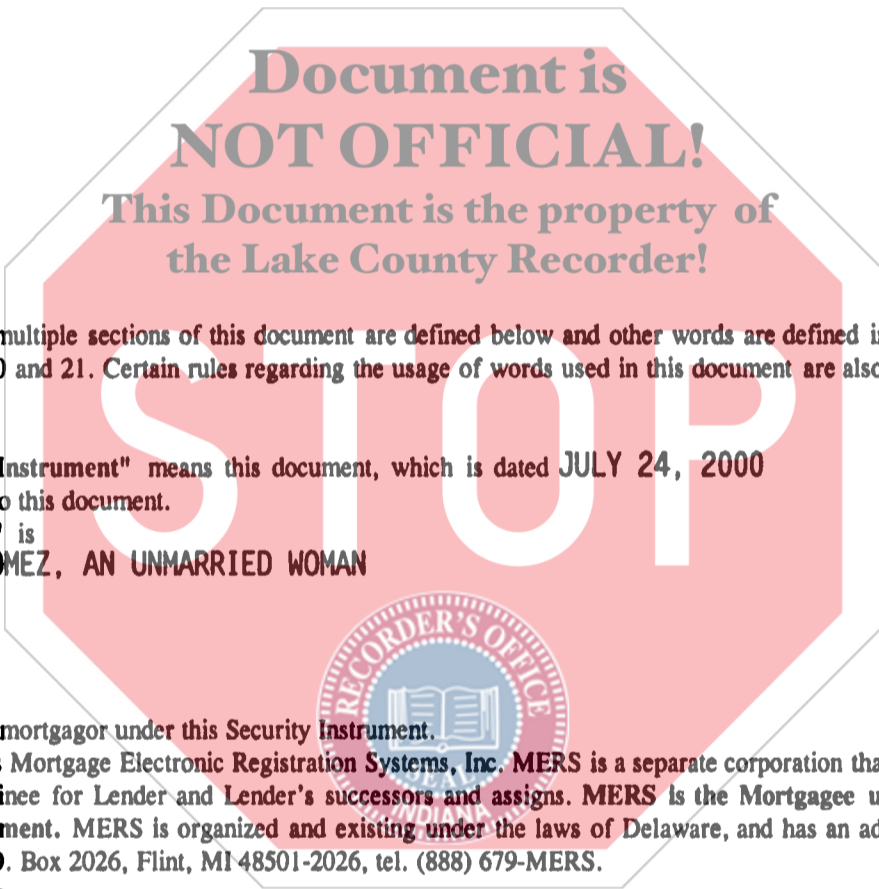 Document is
NOT OFFICIAL!
This Document is the property of
the Lake County Recorder!
multiple sections of this document are defined below and other words are defined i
0 and 21. Certain rules regarding the usage of words used in this document are also
STOP
Instrument" means this document, which is dated JULY 24, 2000
o this document.
" is
OMEZ, AN UNMARRIED WOMAN
RECORDER'S OFFICE
SEAL
INDIANA
mortgagor under this Security Instrument.
s Mortgage Electronic Registration Systems, Inc. MERS is a separate corporation tha
inee for Lender and Lender's successors and assigns. MERS is the Mortgagee u
ment. MERS is organized and existing under the laws of Delaware, and has an ad
O. Box 2026, Flint, MI 48501-2026, tel. (888) 679-MERS.